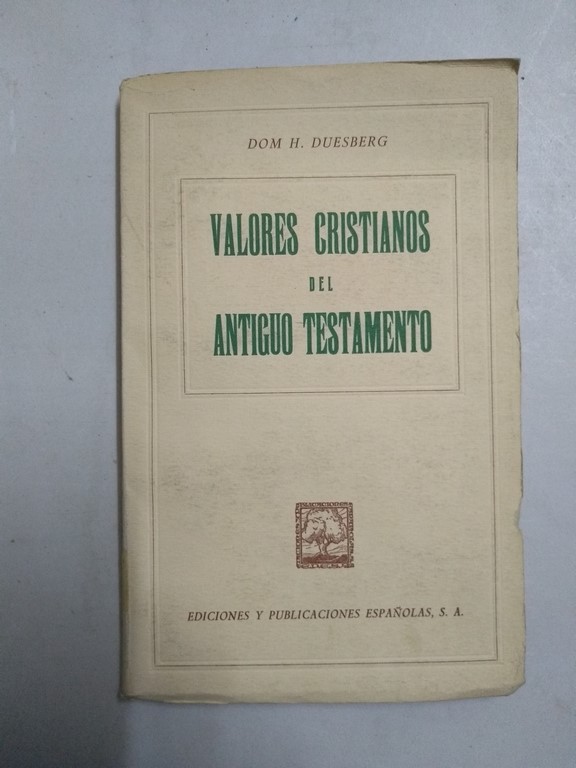 DOM H. DUESBERG
VALORES CRISTIANOS
DEL
ANTIGUO TESTAMENTO
EDICIONES Y PUBLICACIONES ESPAÑOLAS, S. A.